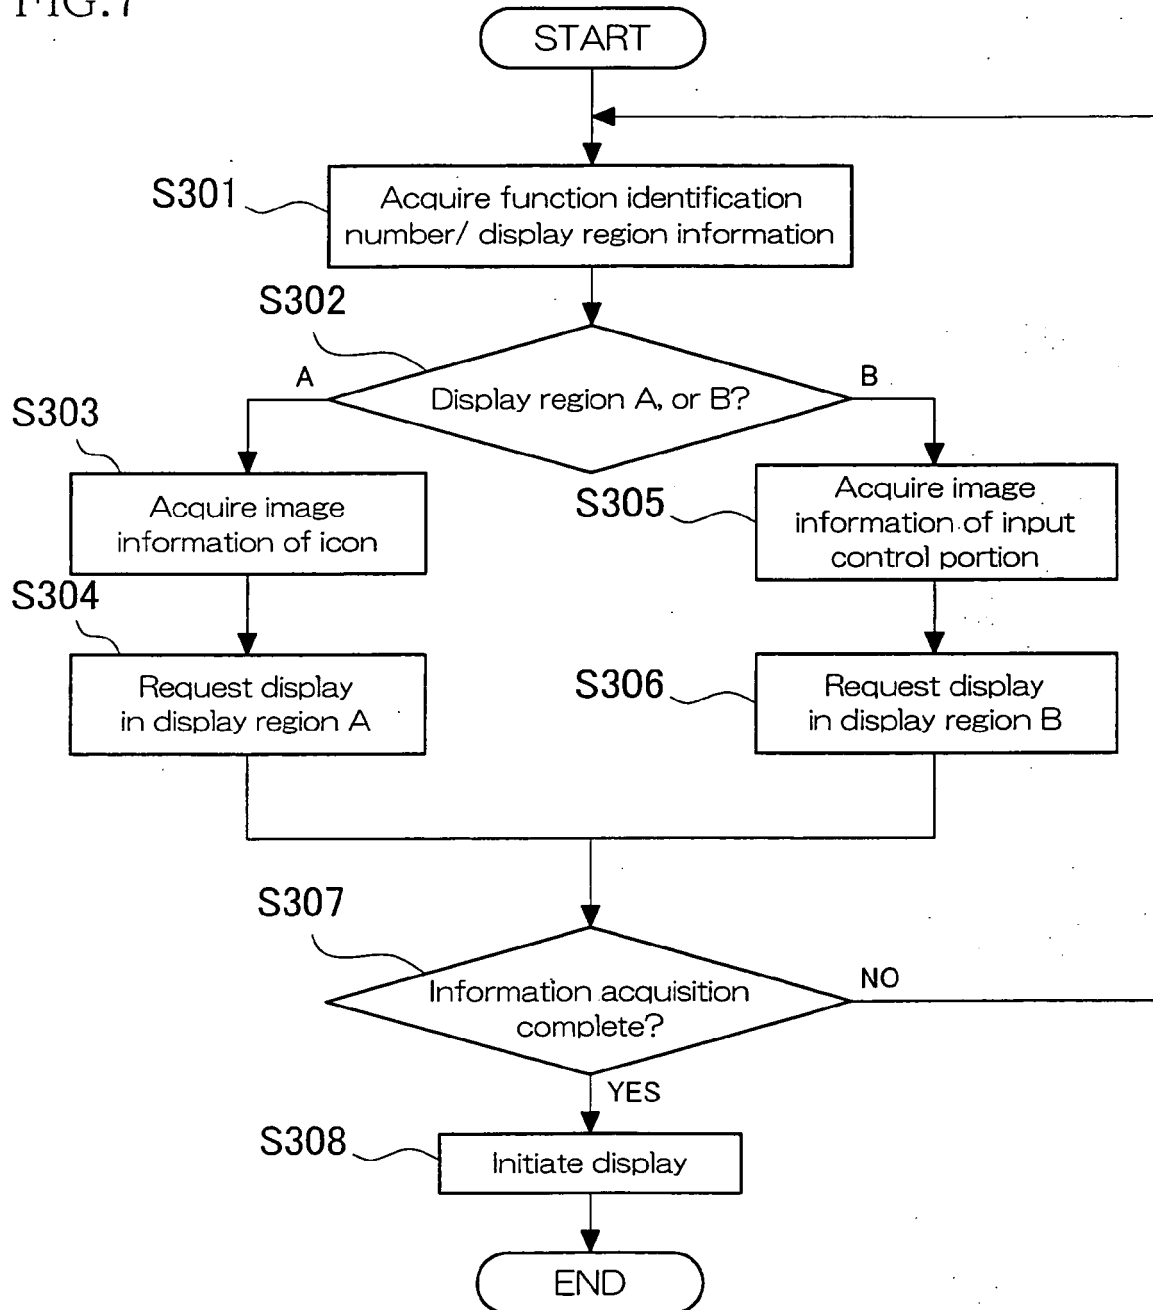 FIG.7
START
S301
Acquire function identification
number/ display region information
S302
A
Display region A, or B?
B
S303
Acquire image
information of icon
S305
Acquire image
information of input
control portion
S304
Request display
in display region A
S306
Request display
in display region B
S307
Information acquisition
complete?
NO
YES
S308
Initiate display
END